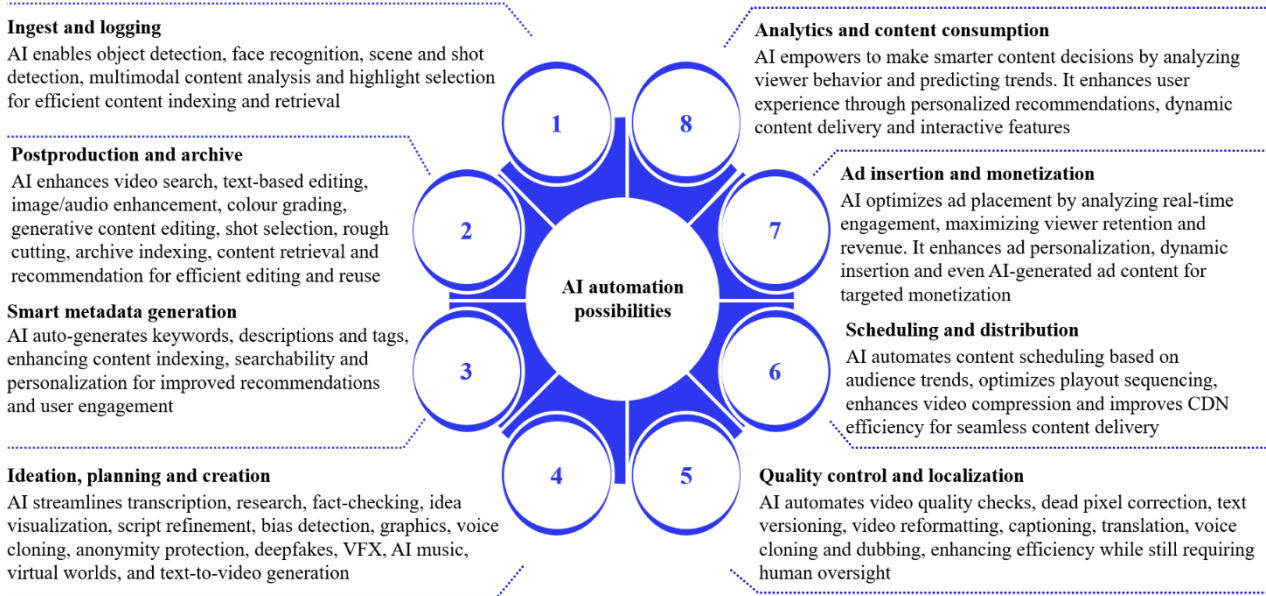 Ingest and logging
AI enables object detection, face recognition, scene and shot
detection, multimodal content analysis and highlight selection
for efficient content indexing and retrieval
Postproduction and archive
AI enhances video search, text-based editing,
image/audio enhancement, colour grading,
generative content editing, shot selection, rough
cutting, archive indexing, content retrieval and
recommendation for efficient editing and reuse
Smart metadata generation
AI auto-generates keywords, descriptions and tags,
enhancing content indexing, searchability and
personalization for improved recommendations
and user engagement
Ideation, planning and creation
AI streamlines transcription, research, fact-checking, idea
visualization, script refinement, bias detection, graphics, voice
cloning, anonymity protection, deepfakes, VFX, AI music,
virtual worlds, and text-to-video generation
1
2
3
4
AI automation
possibilities
8
7
6
5
Analytics and content consumption
AI empowers to make smarter content decisions by analyzing
viewer behavior and predicting trends. It enhances user
experience through personalized recommendations, dynamic
content delivery and interactive features
Ad insertion and monetization
AI optimizes ad placement by analyzing real-time
engagement, maximizing viewer retention and
revenue. It enhances ad personalization, dynamic
insertion and even AI-generated ad content for
targeted monetization
Scheduling and distribution
AI automates content scheduling based on
audience trends, optimizes playout sequencing,
enhances video compression and improves CDN
efficiency for seamless content delivery
Quality control and localization
AI automates video quality checks, dead pixel correction, text
versioning, video reformatting, captioning, translation, voice
cloning and dubbing, enhancing efficiency while still requiring
human oversight